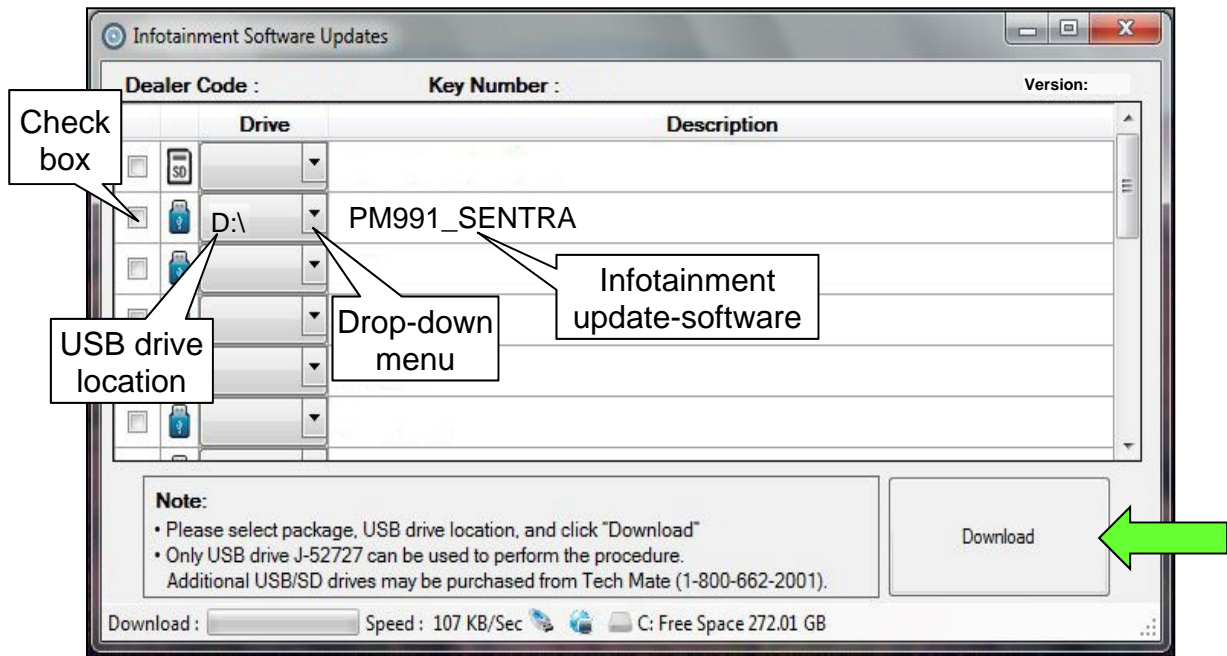 Infotainment Software Updates
Dealer Code :
Key Number :
Version:
Check
box
Drive
Description
SD
D:\
PM991_SENTRA
Infotainment
update-software
USB drive
location
Drop-down
menu
Note:
• Please select package, USB drive location, and click "Download"
• Only USB drive J-52727 can be used to perform the procedure.
Additional USB/SD drives may be purchased from Tech Mate (1-800-662-2001).
Download
Download :
Speed : 107 KB/Sec
C: Free Space 272.01 GB